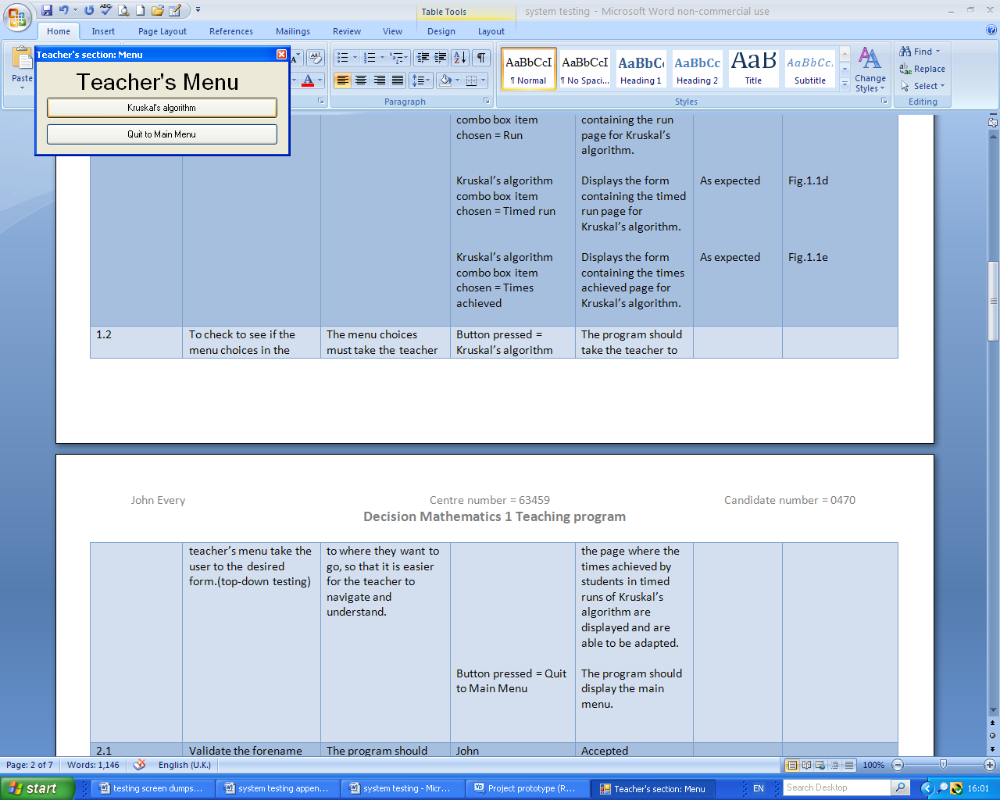 Table Tools
system testing - Microsoft Word non-commercial use
Home
Insert
Page Layout
References
Mailings
Review
View
Design
Layout
Teacher's section: Menu
Teacher's Menu
Kruskal's algorithm
Quit to Main Menu
Paste
Paragraph
AaBbCcI
¶ Normal
AaBbCcI
¶ No Spaci...
AaBbCc
Heading 1
AaBbCc
Heading 2
AaB
Title
AaBbCc.
Subtitle
Change
Styles
Styles
Find
Replace
Select
Editing
combo box item
chosen = Run
containing the run
page for Kruskal’s
algorithm.
Kruskal’s algorithm
combo box item
chosen = Timed run
Displays the form
containing the timed
run page for
Kruskal’s algorithm.
As expected
Fig.1.1d
Kruskal’s algorithm
combo box item
chosen = Times
achieved
Displays the form
containing the times
achieved page for
Kruskal’s algorithm.
As expected
Fig.1.1e
1.2
To check to see if the
menu choices in the
The menu choices
must take the teacher
Button pressed =
Kruskal’s algorithm
The program should
take the teacher to
John Every
Centre number = 63459
Candidate number = 0470
Decision Mathematics 1 Teaching program
teacher’s menu take the
user to the desired
form.(top-down testing)
to where they want to
go, so that it is easier
for the teacher to
navigate and
understand.
the page where the
times achieved by
students in timed
runs of Kruskal’s
algorithm are
displayed and are
able to be adapted.
Button pressed = Quit
to Main Menu
The program should
display the main
menu.
2.1
Validate the forename
The program should
John
Accepted
Page: 2 of 7
Words: 1,146
English (U.K.)
100%
start
testing screen dumps...
system testing appen...
system testing - Micr...
Project prototype (R...
Teacher's section: Menu
EN
Search Desktop
16:01